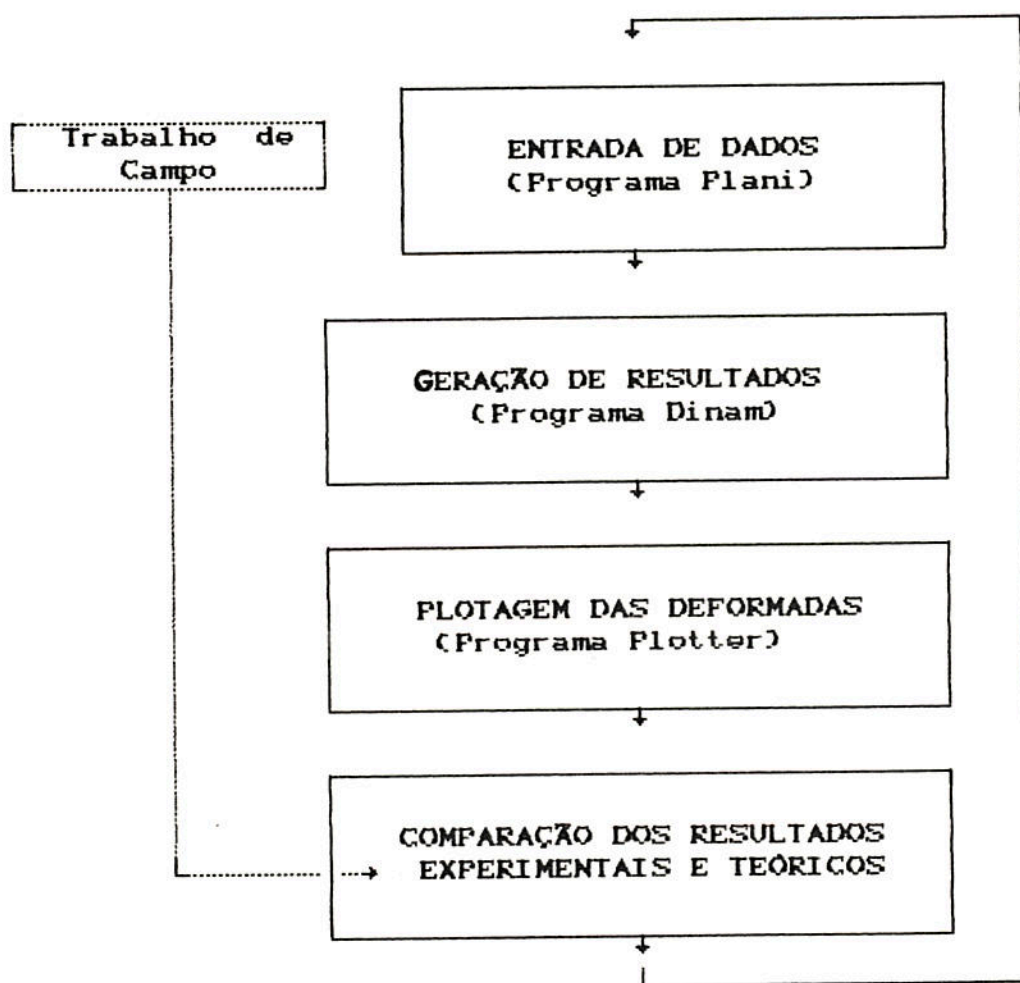 Trabalho de
Campo
ENTRADA DE DADOS
(Programa Plani)
GERAÇÃO DE RESULTADOS
(Programa Dinam)
PLOTAGEM DAS DEFORMADAS
(Programa Plotter)
COMPARAÇÃO DOS RESULTADOS
EXPERIMENTAIS E TEÓRICOS